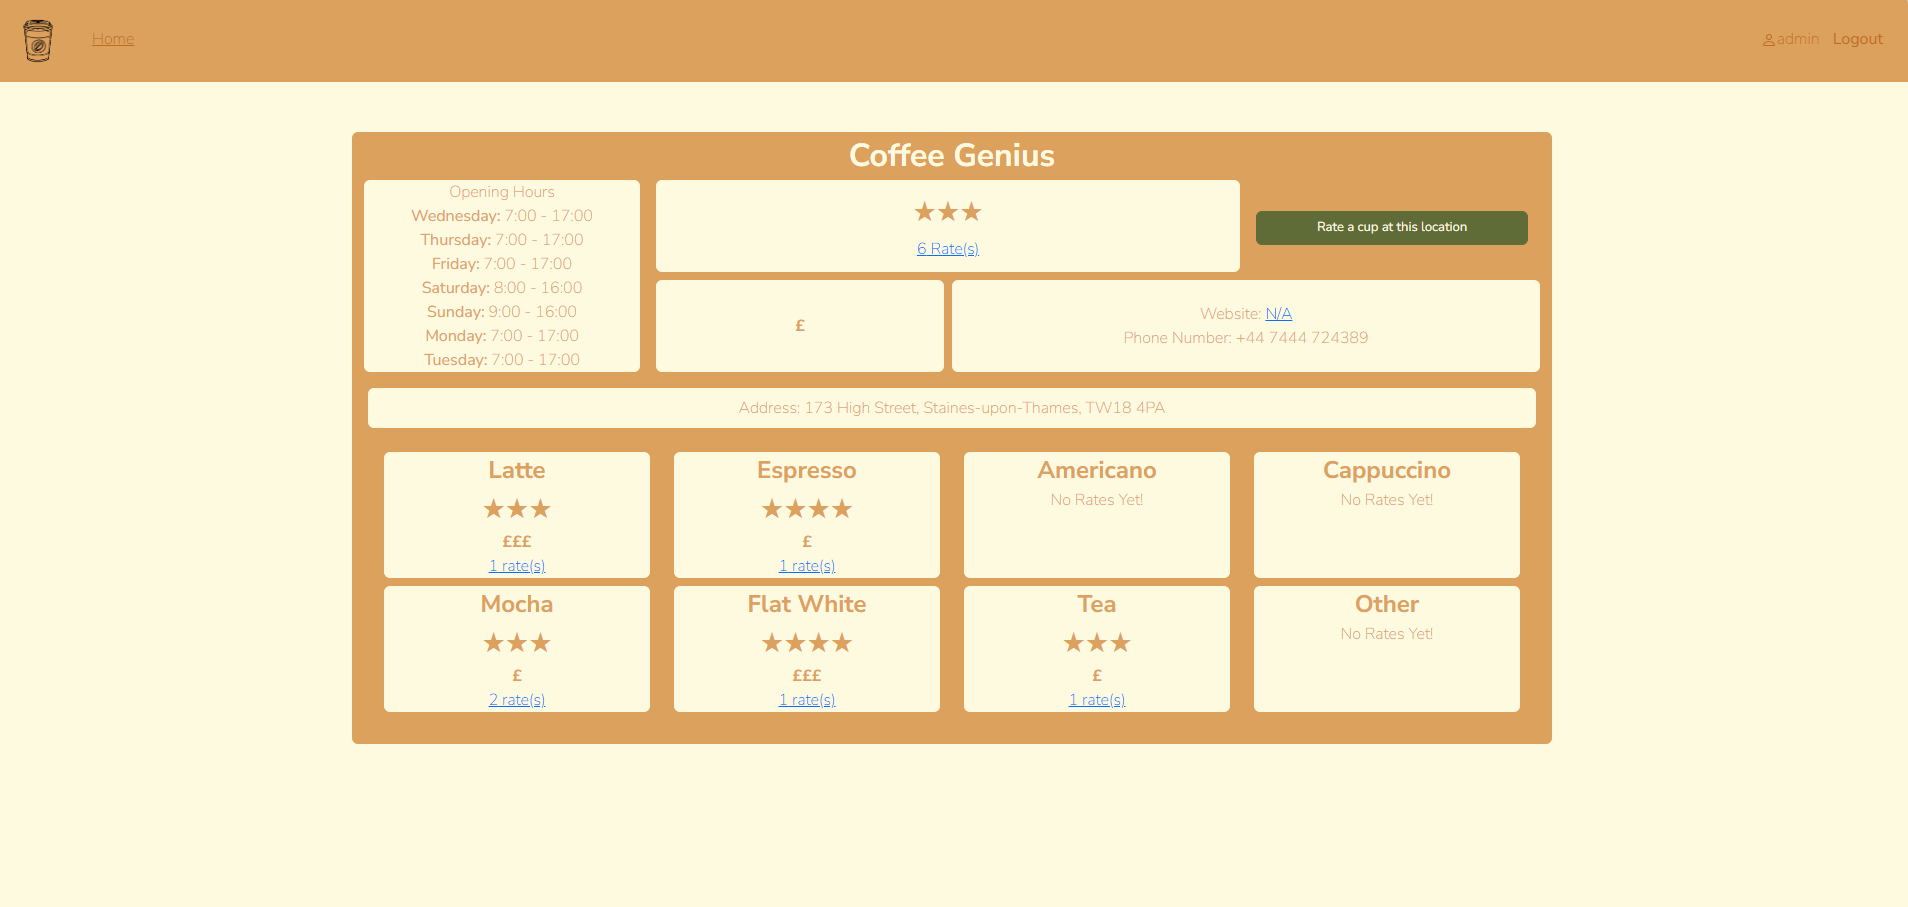 Home
admin
Logout
Coffee Genius
Opening Hours
Wednesday: 7:00 - 17:00
Thursday: 7:00 - 17:00
Friday: 7:00 - 17:00
Saturday: 8:00 - 16:00
Sunday: 9:00 - 16:00
Monday: 7:00 - 17:00
Tuesday: 7:00 - 17:00
★★★
6 Rate(s)
Rate a cup at this location
£
Website: N/A
Phone Number: +44 7444 724389
Address: 173 High Street, Staines-upon-Thames, TW18 4PA
Latte
★★★
£££
1 rate(s)
Espresso
★★★★
£
1 rate(s)
Americano
No Rates Yet!
Cappuccino
No Rates Yet!
Mocha
★★★
£
2 rate(s)
Flat White
★★★★
£££
1 rate(s)
Tea
★★★
£
1 rate(s)
Other
No Rates Yet!